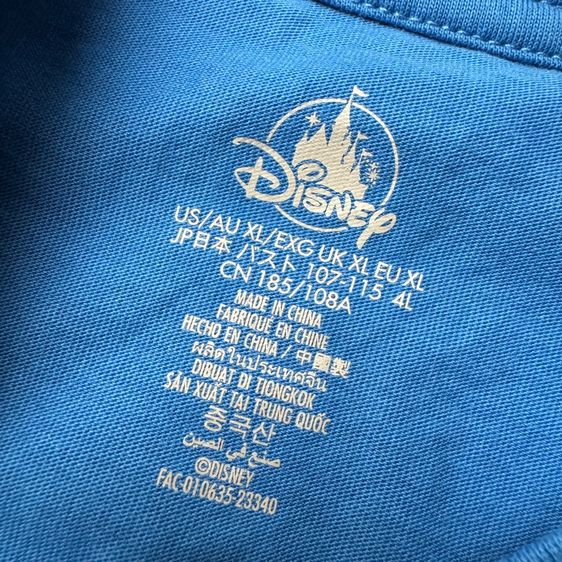 Disney
US/AU XL/EXG UK XL EU XL
JP日本 バスト 107-115 4L
CN 185/108A
MADE IN CHINA
FABRIQUÉ EN CHINE
HECHO EN CHINA / 中國製
ผลิตในประเทศจีน
DIBUAT DI TIONGKOK
SẢN XUẤT TẠI TRUNG QUỐC
중국산
صنع في الصين
©DISNEY
FAC-010635-23340